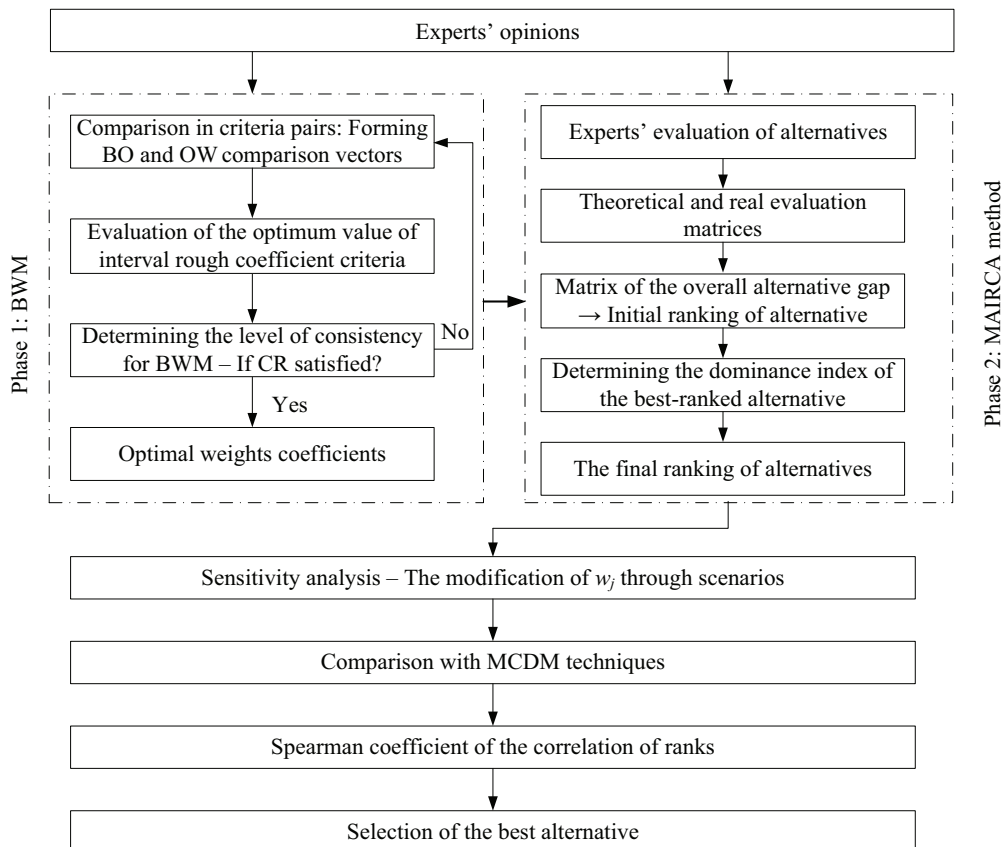 Experts’ opinions
Phase 1: BWM
Comparison in criteria pairs: Forming
BO and OW comparison vectors
Evaluation of the optimum value of
interval rough coefficient criteria
Determining the level of consistency
for BWM – If CR satisfied?
No
Yes
Optimal weights coefficients
Phase 2: MAIRCA method
Experts’ evaluation of alternatives
Theoretical and real evaluation
matrices
Matrix of the overall alternative gap
→ Initial ranking of alternative
Determining the dominance index of
the best-ranked alternative
The final ranking of alternatives
Sensitivity analysis – The modification of wj through scenarios
Comparison with MCDM techniques
Spearman coefficient of the correlation of ranks
Selection of the best alternative